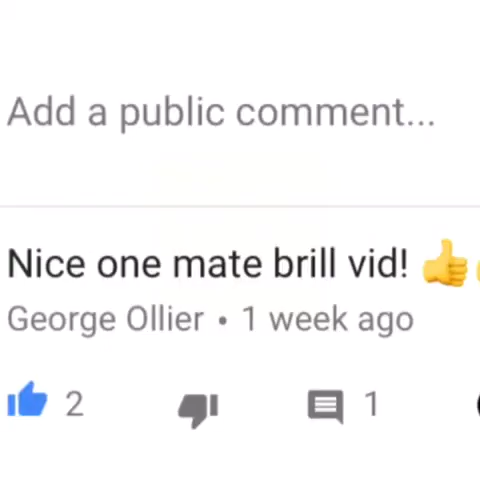 Add a public comment...
Nice one mate brill vid! 👍
George Ollier • 1 week ago
2 1